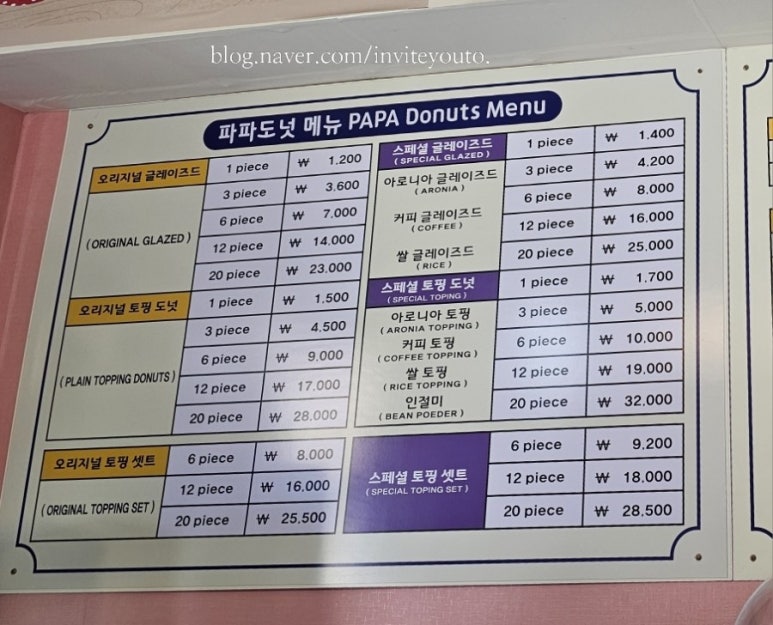 blog.naver.com/inviteyouto.
파파도넛 메뉴 PAPA Donuts Menu
오리지널 글레이즈드
( ORIGINAL GLAZED )
1 piece ₩ 1.200
3 piece ₩ 3.600
6 piece ₩ 7.000
12 piece ₩ 14.000
20 piece ₩ 23.000
오리지널 토핑 도넛
( PLAIN TOPPING DONUTS )
1 piece ₩ 1.500
3 piece ₩ 4.500
6 piece ₩ 9.000
12 piece ₩ 17.000
20 piece ₩ 28.000
오리지널 토핑 셋트
( ORIGINAL TOPPING SET )
6 piece ₩ 8.000
12 piece ₩ 16.000
20 piece ₩ 25.500
스페셜 글레이즈드
( SPECIAL GLAZED )
아로니아 글레이즈드
( ARONIA )
커피 글레이즈드
( COFFEE )
쌀 글레이즈드
( RICE )
1 piece ₩ 1.400
3 piece ₩ 4.200
6 piece ₩ 8.000
12 piece ₩ 16.000
20 piece ₩ 25.000
스페셜 토핑 도넛
( SPECIAL TOPING )
아로니아 토핑
( ARONIA TOPPING )
커피 토핑
( COFFEE TOPPING )
쌀 토핑
( RICE TOPPING )
인절미
( BEAN POEDER )
1 piece ₩ 1.700
3 piece ₩ 5.000
6 piece ₩ 10.000
12 piece ₩ 19.000
20 piece ₩ 32.000
스페셜 토핑 셋트
( SPECIAL TOPING SET )
6 piece ₩ 9.200
12 piece ₩ 18.000
20 piece ₩ 28.500